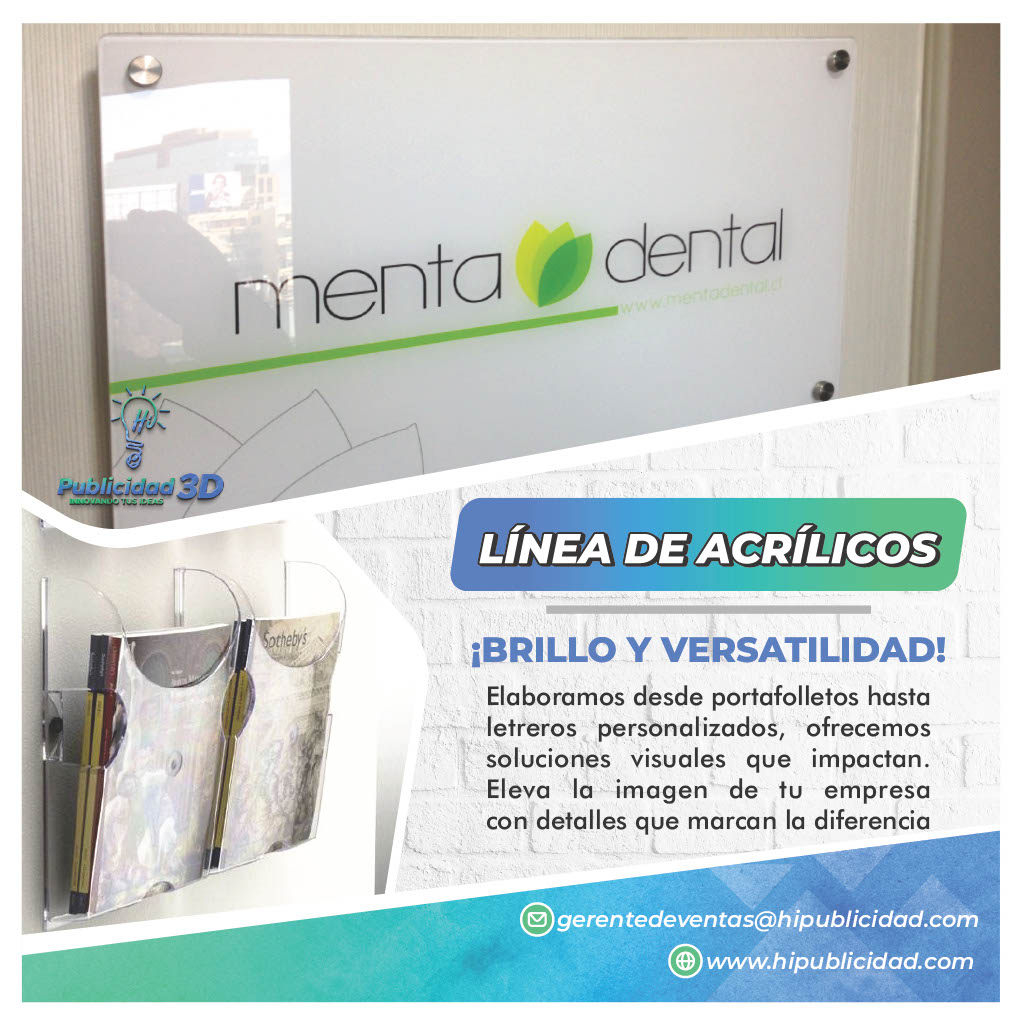 menta dental
www.mentadental.cl
Hi
Publicidad 3D
INNOVANDO TUS IDEAS
Sotheby's
LÍNEA DE ACRÍLICOS
¡BRILLO Y VERSATILIDAD!
Elaboramos desde portafolletos hasta
letreros personalizados, ofrecemos
soluciones visuales que impactan.
Eleva la imagen de tu empresa
con detalles que marcan la diferencia
gerentedeventas@hipublicidad.com
www.hipublicidad.com